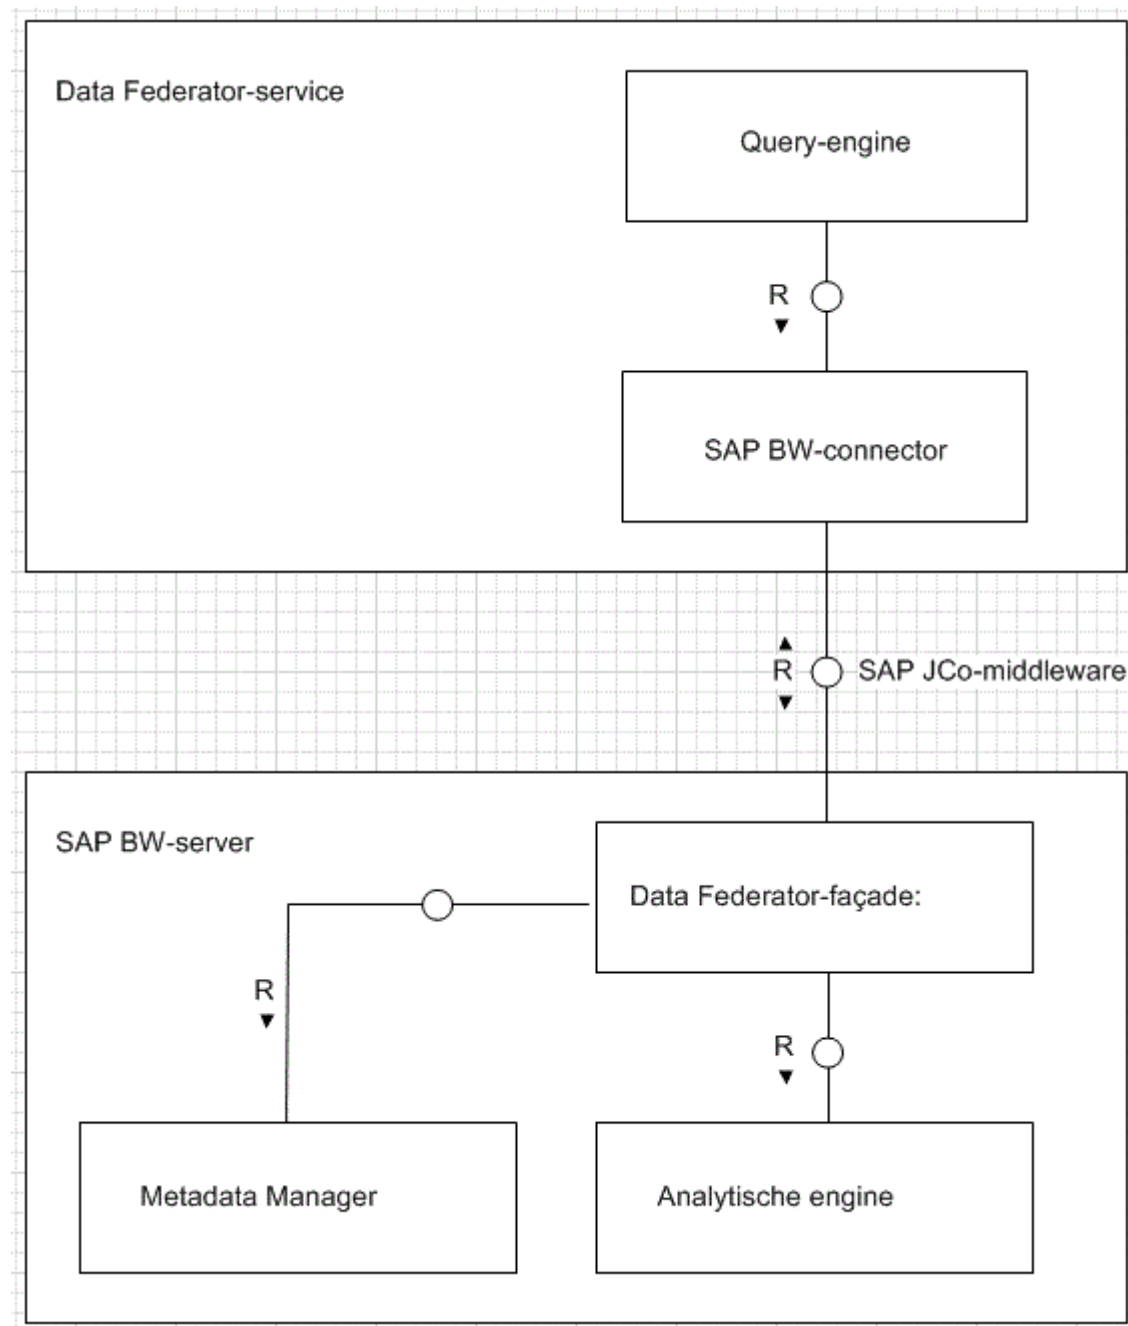 Data Federator-service
Query-engine
R
SAP BW-connector
R
SAP JCo-middleware
SAP BW-server
Data Federator-façade:
R
R
Metadata Manager
Analytische engine